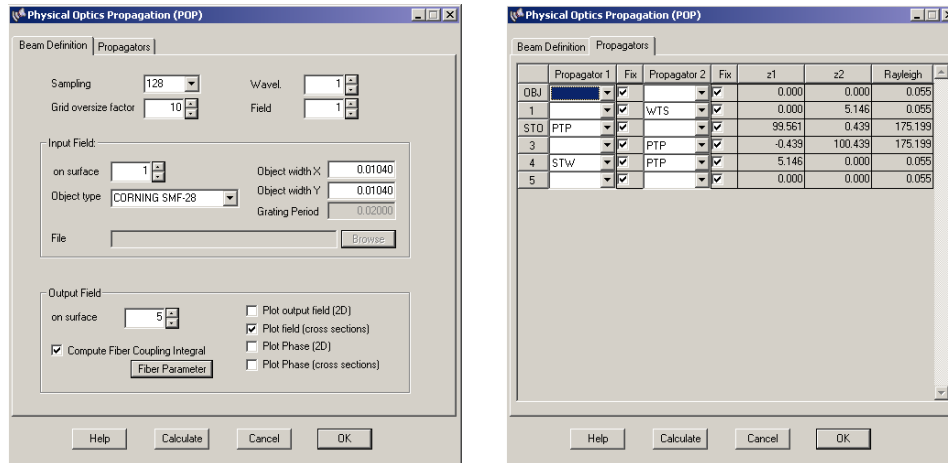 Physical Optics Propagation (POP)
Beam Definition Propagators
Sampling 128 Wavel. 1
Grid oversize factor 10 Field 1
Input Field:
on surface 1 Object width X 0.01040
Object type CORNING SMF-28 Object width Y 0.01040
Grating Period 0.02000
File Browse
Output Field
on surface 5 Plot output field (2D)
Plot field (cross sections)
Compute Fiber Coupling Integral Plot Phase (2D)
Fiber Parameter Plot Phase (cross sections)
Help Calculate Cancel OK
Physical Optics Propagation (POP)
Beam Definition Propagators
Propagator 1 Fix Propagator 2 Fix z1 z2 Rayleigh
OBJ 0.000 0.000 0.055
1 WTS 0.000 5.146 0.055
STO PTP 99.561 0.439 175.199
3 PTP -0.439 100.439 175.199
4 STW PTP 5.146 0.000 0.055
5 0.000 0.000 0.055
Help Calculate Cancel OK